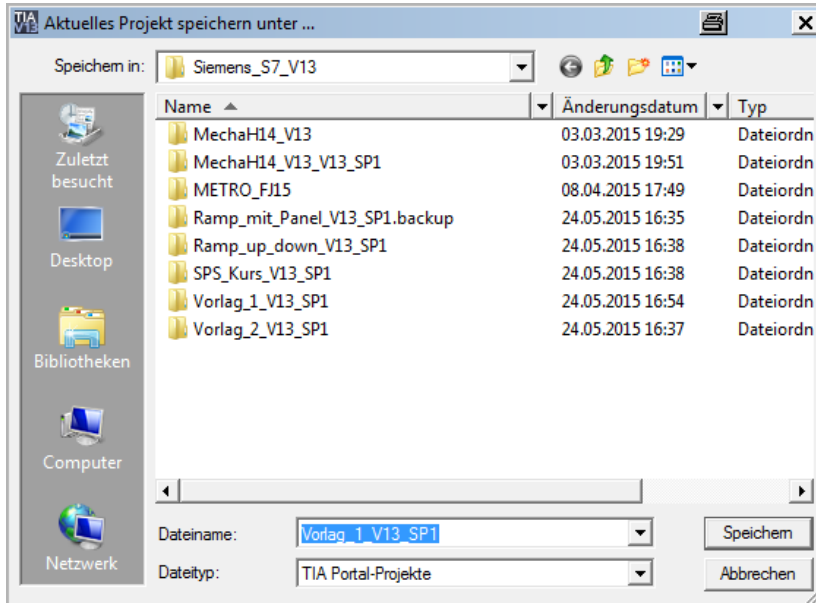 TIA V13 Aktuelles Projekt speichern unter ...
Speichern in: Siemens_S7_V13
Name Änderungsdatum Typ
MechaH14_V13 03.03.2015 19:29 Dateiordn
MechaH14_V13_V13_SP1 03.03.2015 19:51 Dateiordn
METRO_FJ15 08.04.2015 17:49 Dateiordn
Ramp_mit_Panel_V13_SP1.backup 24.05.2015 16:35 Dateiordn
Ramp_up_down_V13_SP1 24.05.2015 16:38 Dateiordn
SPS_Kurs_V13_SP1 24.05.2015 16:38 Dateiordn
Vorlag_1_V13_SP1 24.05.2015 16:54 Dateiordn
Vorlag_2_V13_SP1 24.05.2015 16:37 Dateiordn
Zuletzt
besucht
Desktop
Bibliotheken
Computer
Netzwerk
Dateiname: Vorlag_1_V13_SP1 Speichern
Dateityp: TIA Portal-Projekte Abbrechen